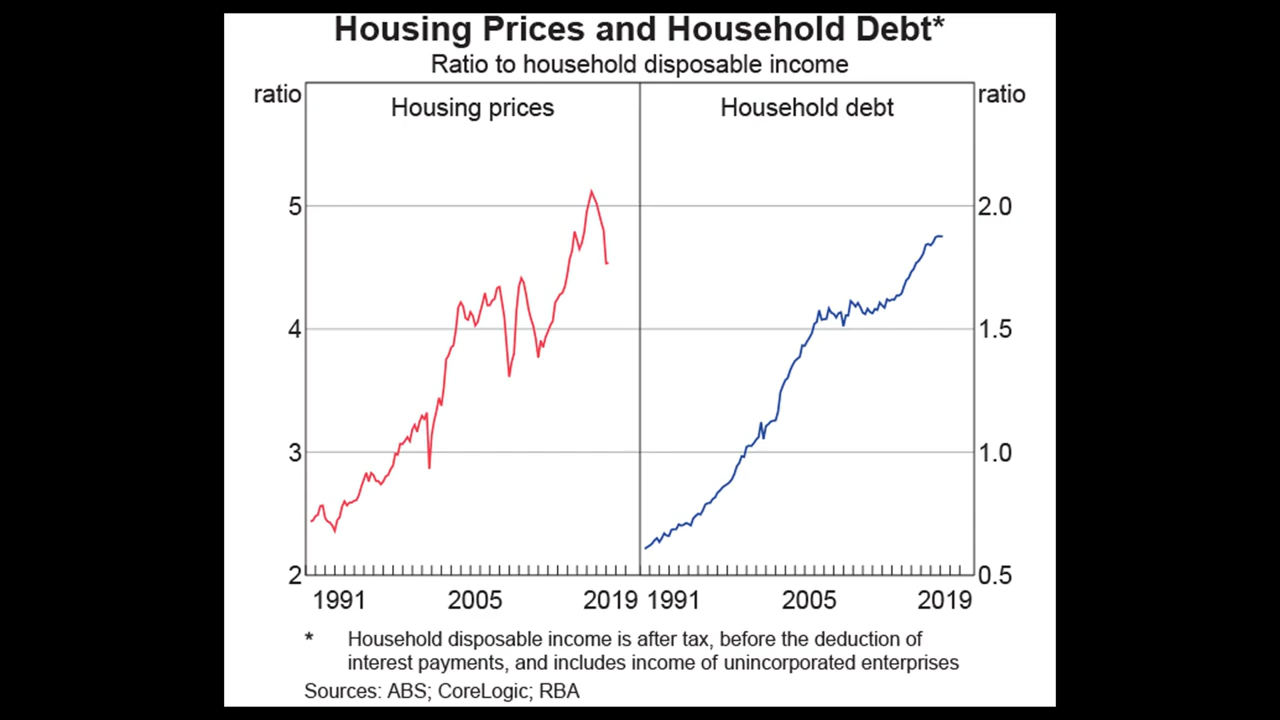 Housing Prices and Household Debt*
Ratio to household disposable income
ratio
ratio
Housing prices
Household debt
5
2.0
4
1.5
3
1.0
2
0.5
1991
2005
2019
1991
2005
2019
* Household disposable income is after tax, before the deduction of
interest payments, and includes income of unincorporated enterprises
Sources: ABS; CoreLogic; RBA